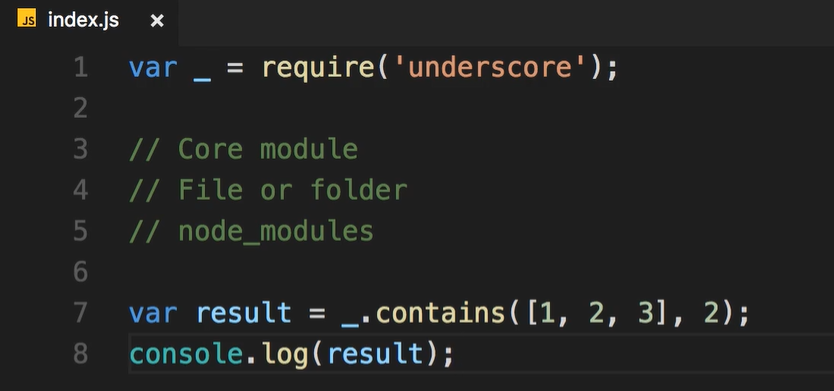 JS index.js ×
1 var _ = require('underscore');
2
3 // Core module
4 // File or folder
5 // node_modules
6
7 var result = _.contains([1, 2, 3], 2);
8 console.log(result);